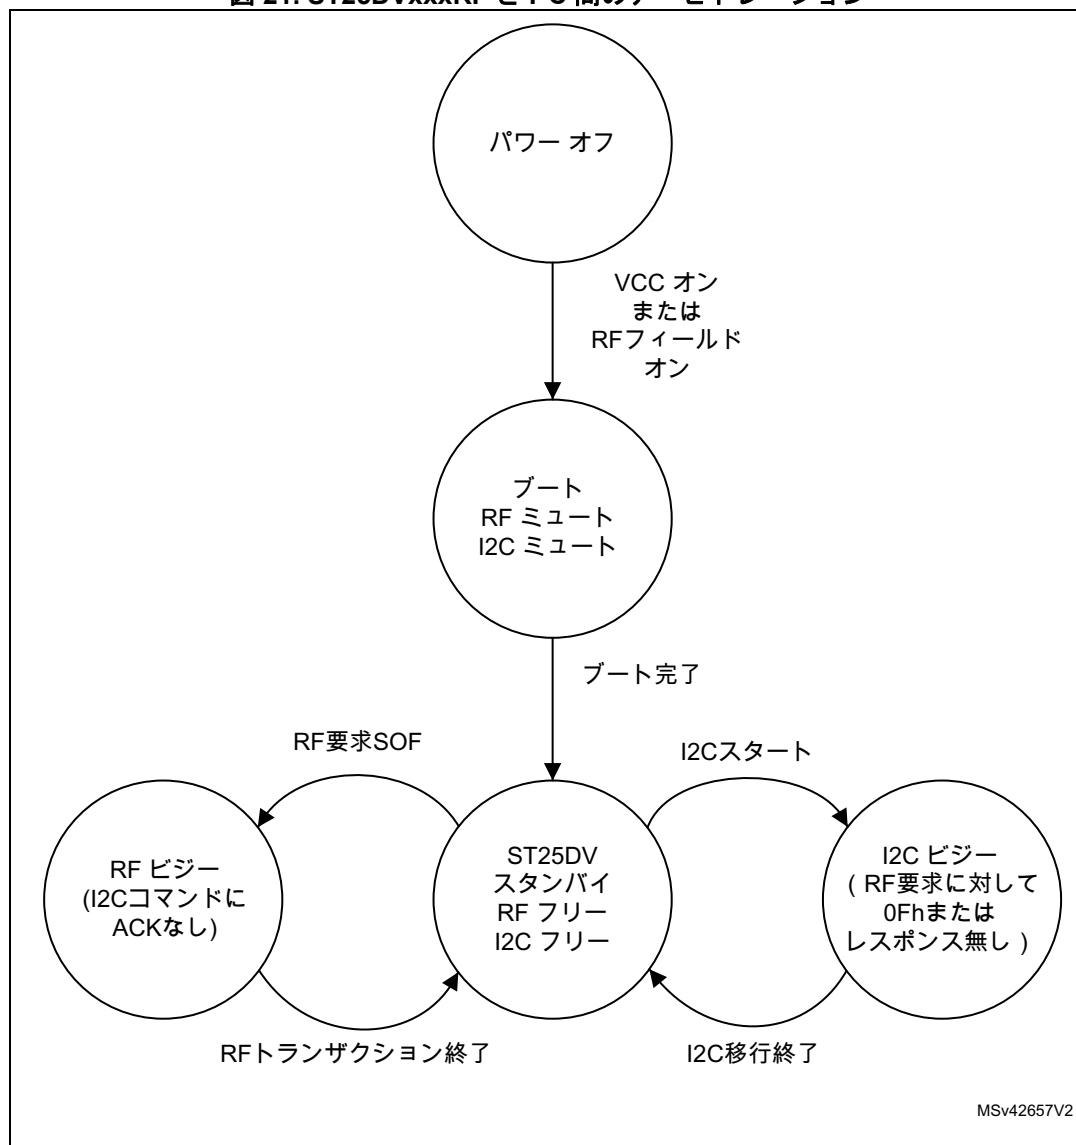 パワー オフ
VCC オン
または
RFフィールド
オン
ブート
RF ミュート
I2C ミュート
ブート完了
RF要求SOF
I2Cスタート
RF ビジー
(I2Cコマンドに
ACKなし)
ST25DV
スタンバイ
RF フリー
I2C フリー
I2C ビジー
( RF要求に対して
0Fhまたは
レスポンス無し )
RFトランザクション終了
I2C移行終了
MSv42657V2